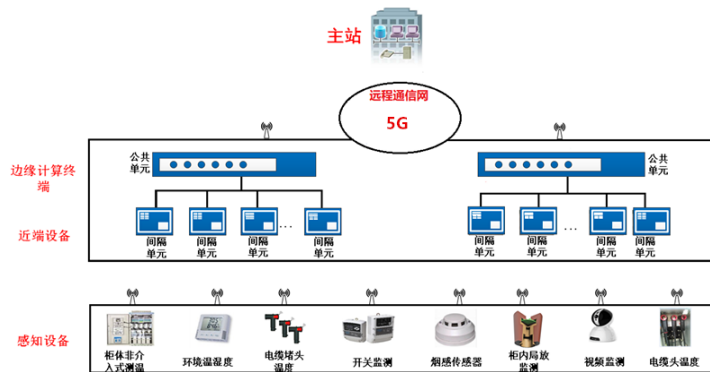 主站
远程通信网
5G
边缘计算终
端
公共
单元
公共
单元
近端设备
间隔
单元
间隔
单元
间隔
单元
...
间隔
单元
间隔
单元
间隔
单元
...
间隔
单元
间隔
单元
感知设备
柜体非介
入式测温
环境温湿度
电缆堵头
温度
开关监测
烟感传感器
柜内局放
监测
视频监测
电缆头温度